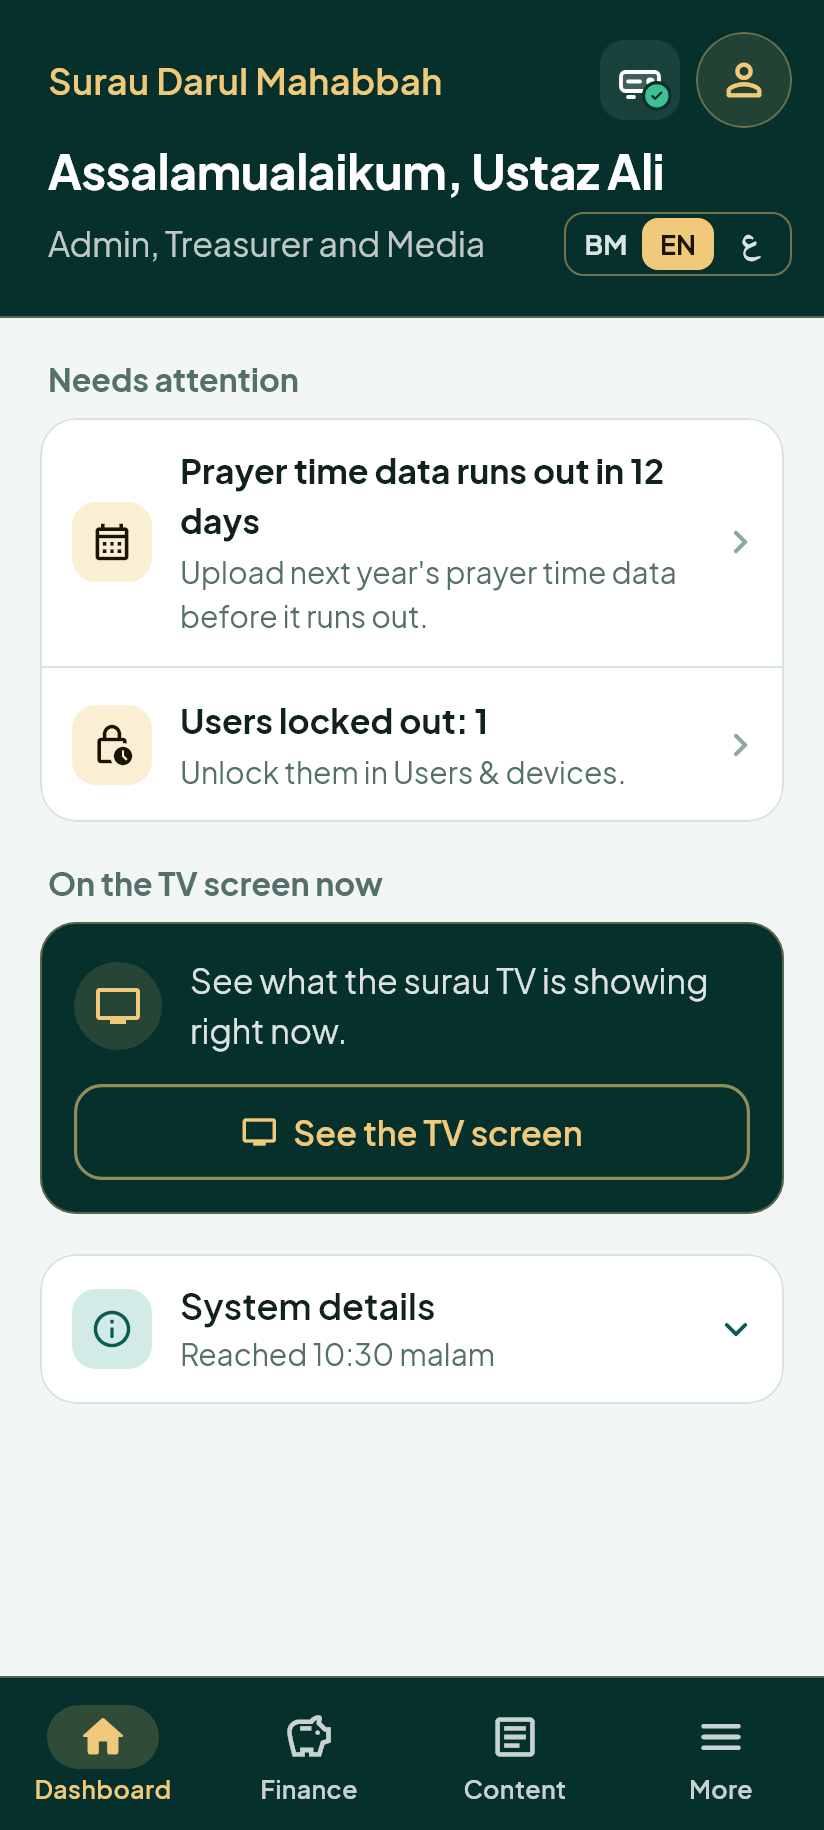 Surau Darul Mahabbah
Assalamualaikum, Ustaz Ali
Admin, Treasurer and Media
BM EN ع
Needs attention
Prayer time data runs out in 12
days
Upload next year's prayer time data
before it runs out.
Users locked out: 1
Unlock them in Users & devices.
On the TV screen now
See what the surau TV is showing
right now.
See the TV screen
System details
Reached 10:30 malam
Dashboard Finance Content More